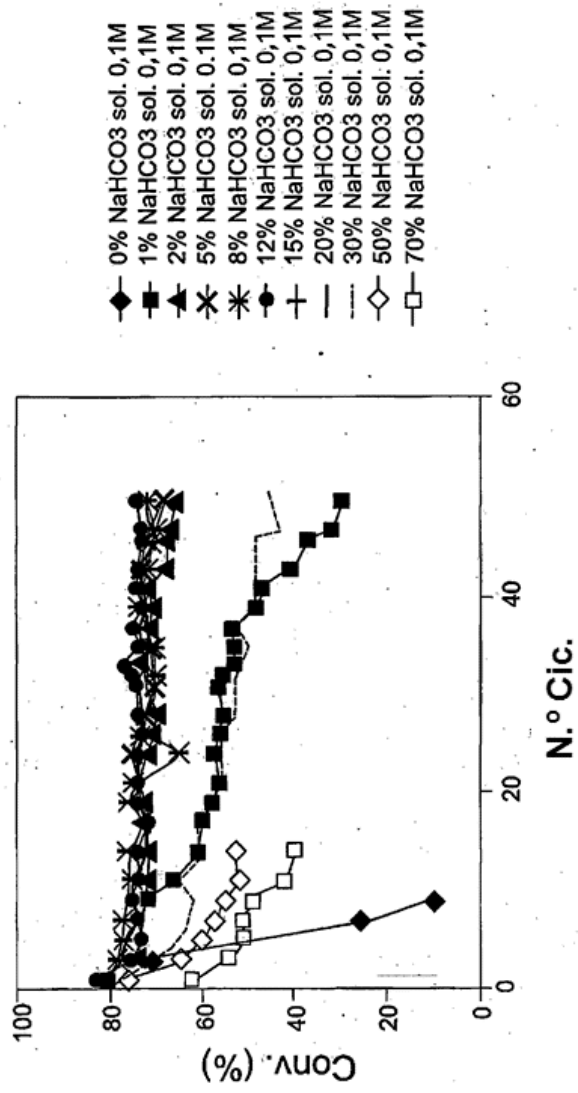 0% NaHCO3 sol. 0,1M
1% NaHCO3 sol. 0,1M
2% NaHCO3 sol. 0,1M
5% NaHCO3 sol. 0.1M
8% NaHCO3 sol. 0,1M
12% NaHCO3 sol. 0,1M
15% NaHCO3 sol. 0,1M
20% NaHCO3 sol. 0,1M
30% NaHCO3 sol. 0,1M
50% NaHCO3 sol. 0,1M
70% NaHCO3 sol. 0,1M
100
80
60
40
20
0
Conv. (%)
0
20
40
60
N.º Cic.